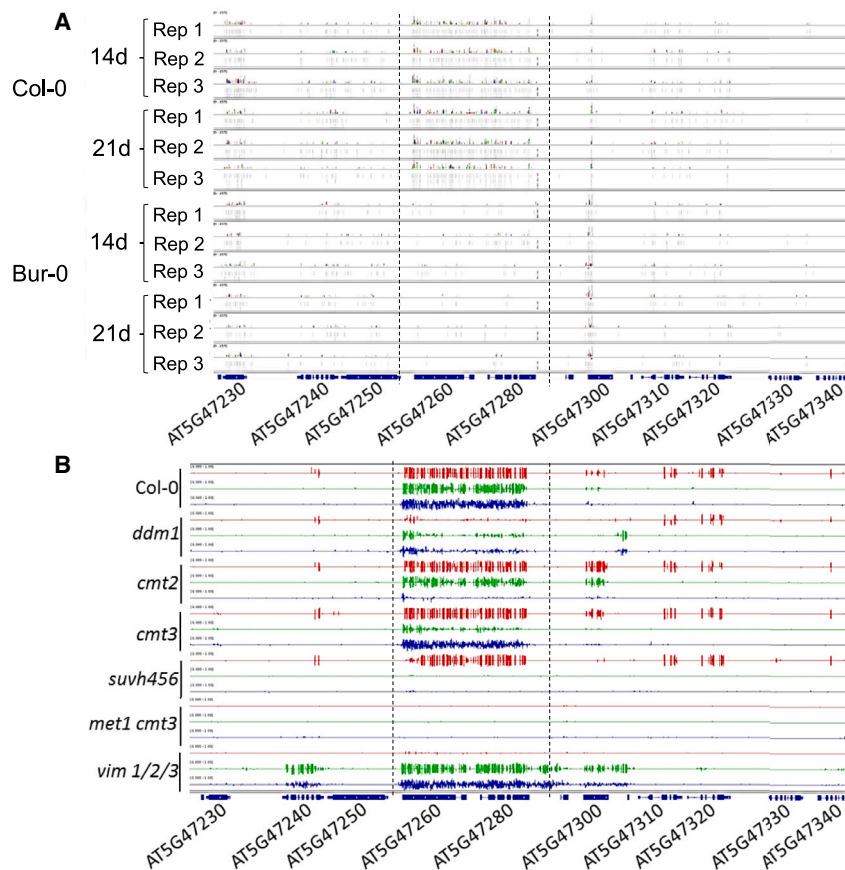 A
Col-0
14d
Rep 1
Rep 2
Rep 3
21d
Rep 1
Rep 2
Rep 3
Bur-0
14d
Rep 1
Rep 2
Rep 3
21d
Rep 1
Rep 2
Rep 3
AT5G47230
AT5G47240
AT5G47250
AT5G47260
AT5G47280
AT5G47300
AT5G47310
AT5G47320
AT5G47330
AT5G47340
B
Col-0
ddm1
cmt2
cmt3
suvh456
met1 cmt3
vim 1/2/3
AT5G47230
AT5G47240
AT5G47250
AT5G47260
AT5G47280
AT5G47300
AT5G47310
AT5G47320
AT5G47330
AT5G47340